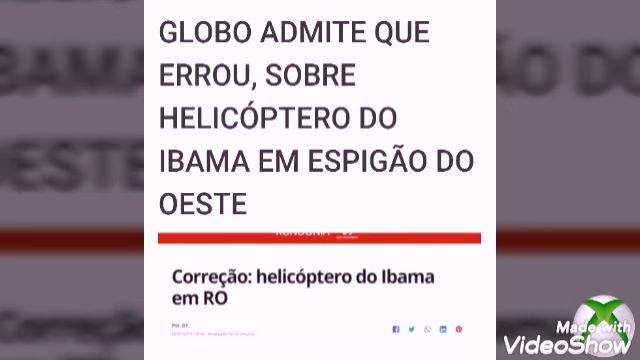 GLOBO ADMITE QUE
ERROU, SOBRE
HELICÓPTERO DO
IBAMA EM ESPIGÃO DO
OESTE
Correção: helicóptero do Ibama
em RO
Por G1
Made with
VideoShow